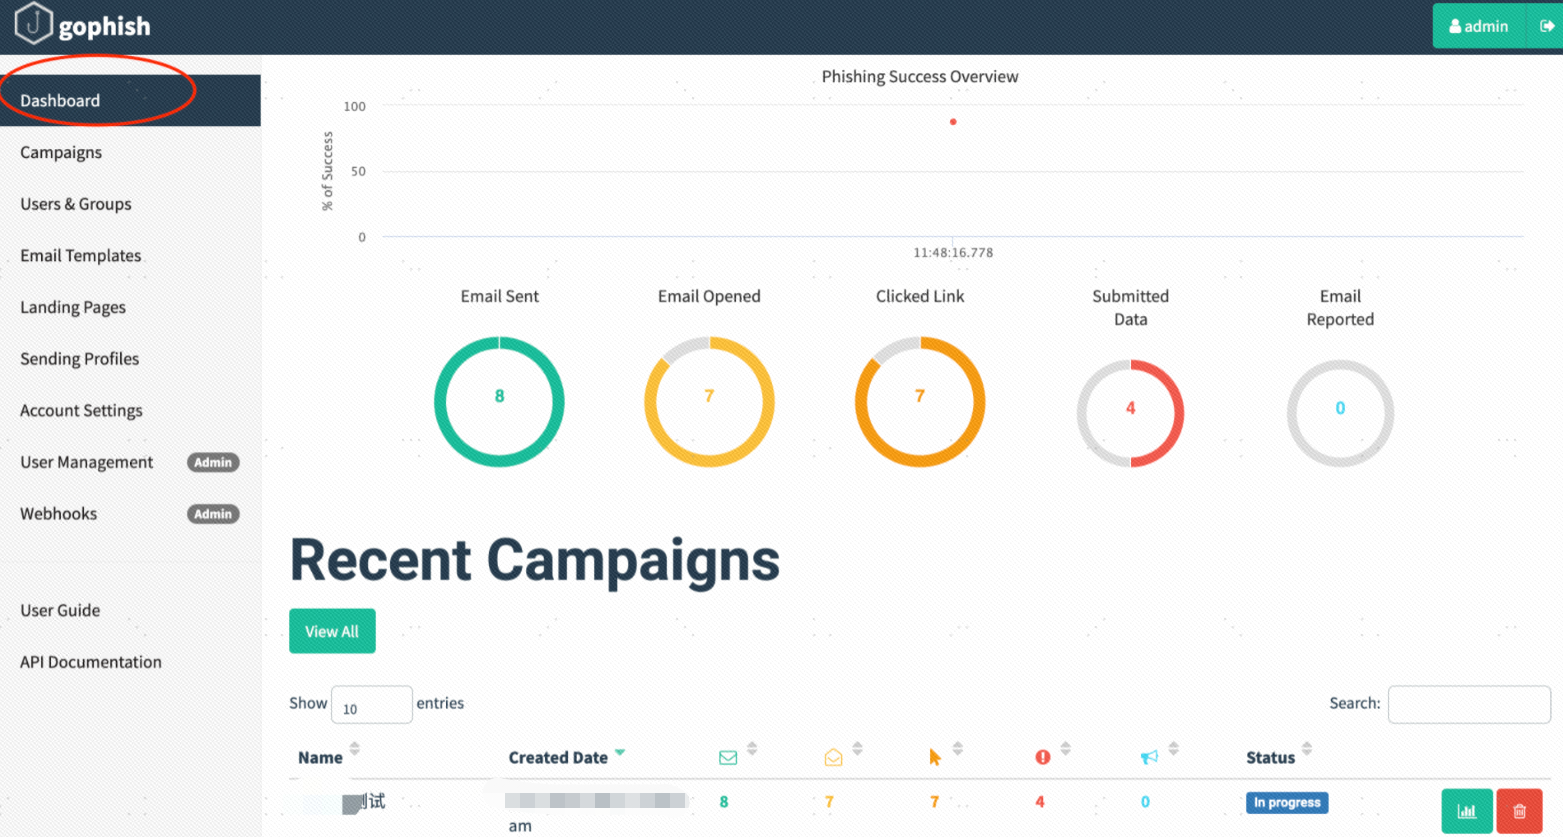 gophish
admin
Dashboard
Campaigns
Users & Groups
Email Templates
Landing Pages
Sending Profiles
Account Settings
User Management Admin
Webhooks Admin
User Guide
API Documentation
Phishing Success Overview
% of Success
100
50
0
11:48:16.778
Email Sent
8
Email Opened
7
Clicked Link
7
Submitted
Data
4
Email
Reported
0
Recent Campaigns
View All
Show 10 entries
Search:
Name Created Date Status
试 8 7 7 4 0 In progress
am